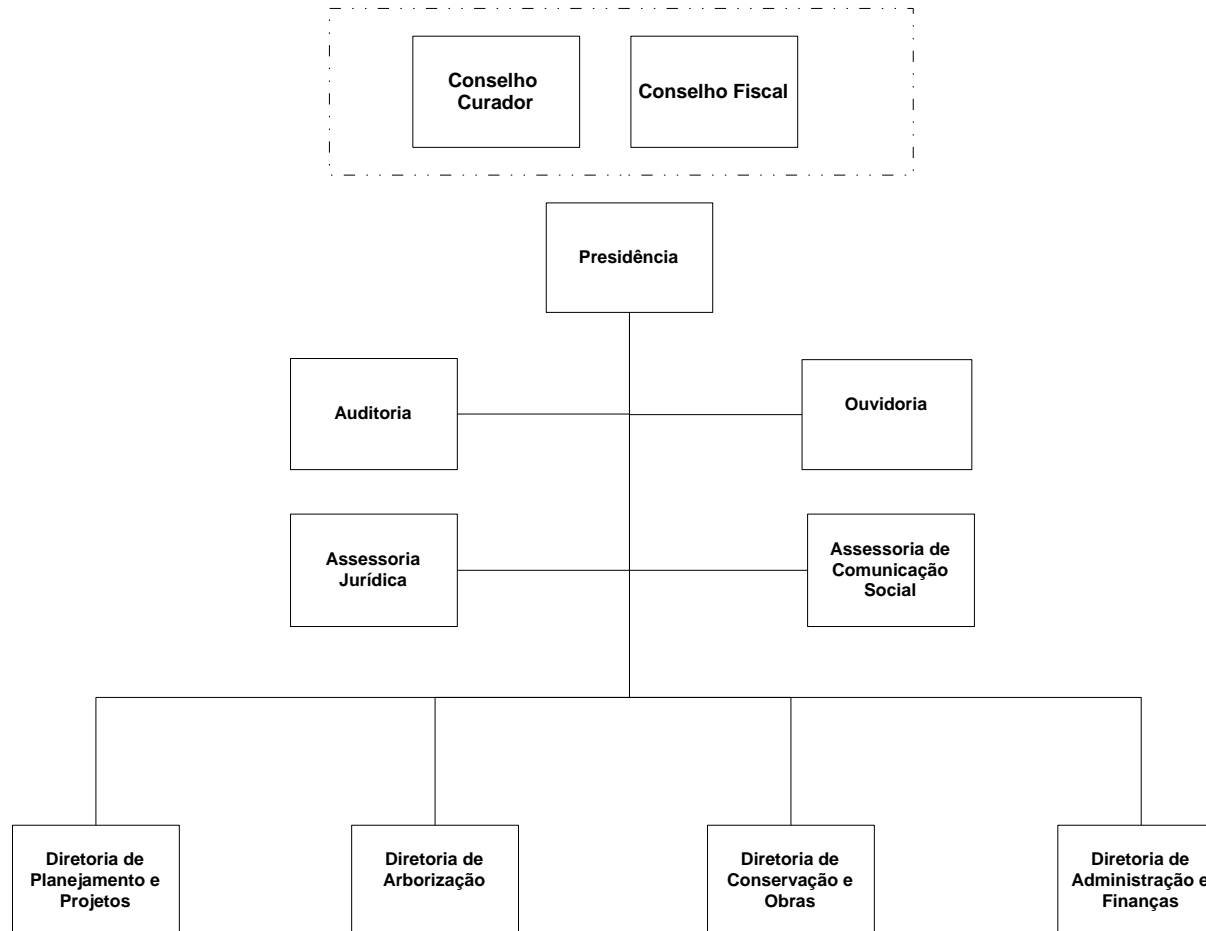 Conselho
Curador
Conselho Fiscal
Presidência
Auditoria
Ouvidoria
Assessoria
Jurídica
Assessoria de
Comunicação
Social
Diretoria de
Planejamento e
Projetos
Diretoria de
Arborização
Diretoria de
Conservação e
Obras
Diretoria de
Administração e
Finanças